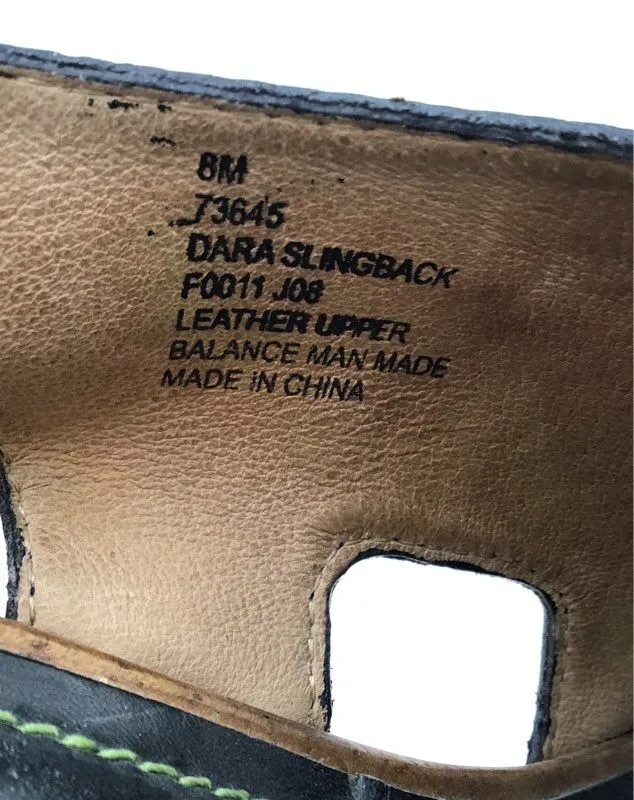 8M
73645
DARA SLINGBACK
F0011 J08
LEATHER UPPER
BALANCE MAN MADE
MADE IN CHINA